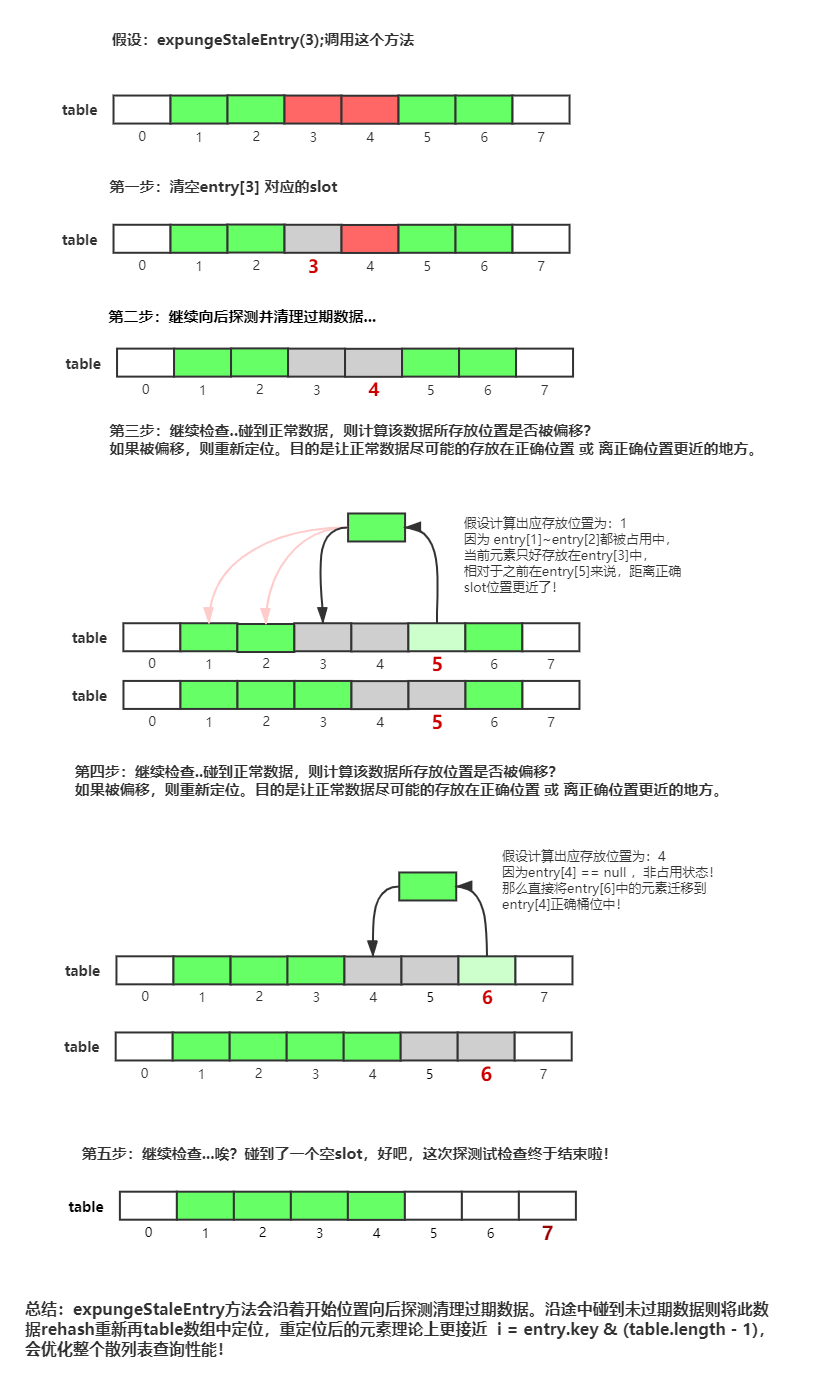 假设：expungeStaleEntry(3);调用这个方法
table
0 1 2 3 4 5 6 7
第一步：清空entry[3] 对应的slot
table
0 1 2 3 4 5 6 7
第二步：继续向后探测并清理过期数据...
table
0 1 2 3 4 5 6 7
第三步：继续检查..碰到正常数据，则计算该数据所存放位置是否被偏移？
如果被偏移，则重新定位。目的是让正常数据尽可能的存放在正确位置 或 离正确位置更近的地方。
假设计算出应存放位置为：1
因为 entry[1]~entry[2]都被占用中，
当前元素只好存放在entry[3]中，
相对于之前在entry[5]来说，距离正确
slot位置更近了！
table
0 1 2 3 4 5 6 7
table
0 1 2 3 4 5 6 7
第四步：继续检查..碰到正常数据，则计算该数据所存放位置是否被偏移？
如果被偏移，则重新定位。目的是让正常数据尽可能的存放在正确位置 或 离正确位置更近的地方。
假设计算出应存放位置为：4
因为entry[4] == null ，非占用状态！
那么直接将entry[6]中的元素迁移到
entry[4]正确桶位中！
table
0 1 2 3 4 5 6 7
table
0 1 2 3 4 5 6 7
第五步：继续检查...唉？碰到了一个空slot，好吧，这次探测试检查终于结束啦！
table
0 1 2 3 4 5 6 7
总结：expungeStaleEntry方法会沿着开始位置向后探测清理过期数据。沿途中碰到未过期数据则将此数
据rehash重新再table数组中定位，重定位后的元素理论上更接近 i = entry.key & (table.length - 1)，
会优化整个散列表查询性能！